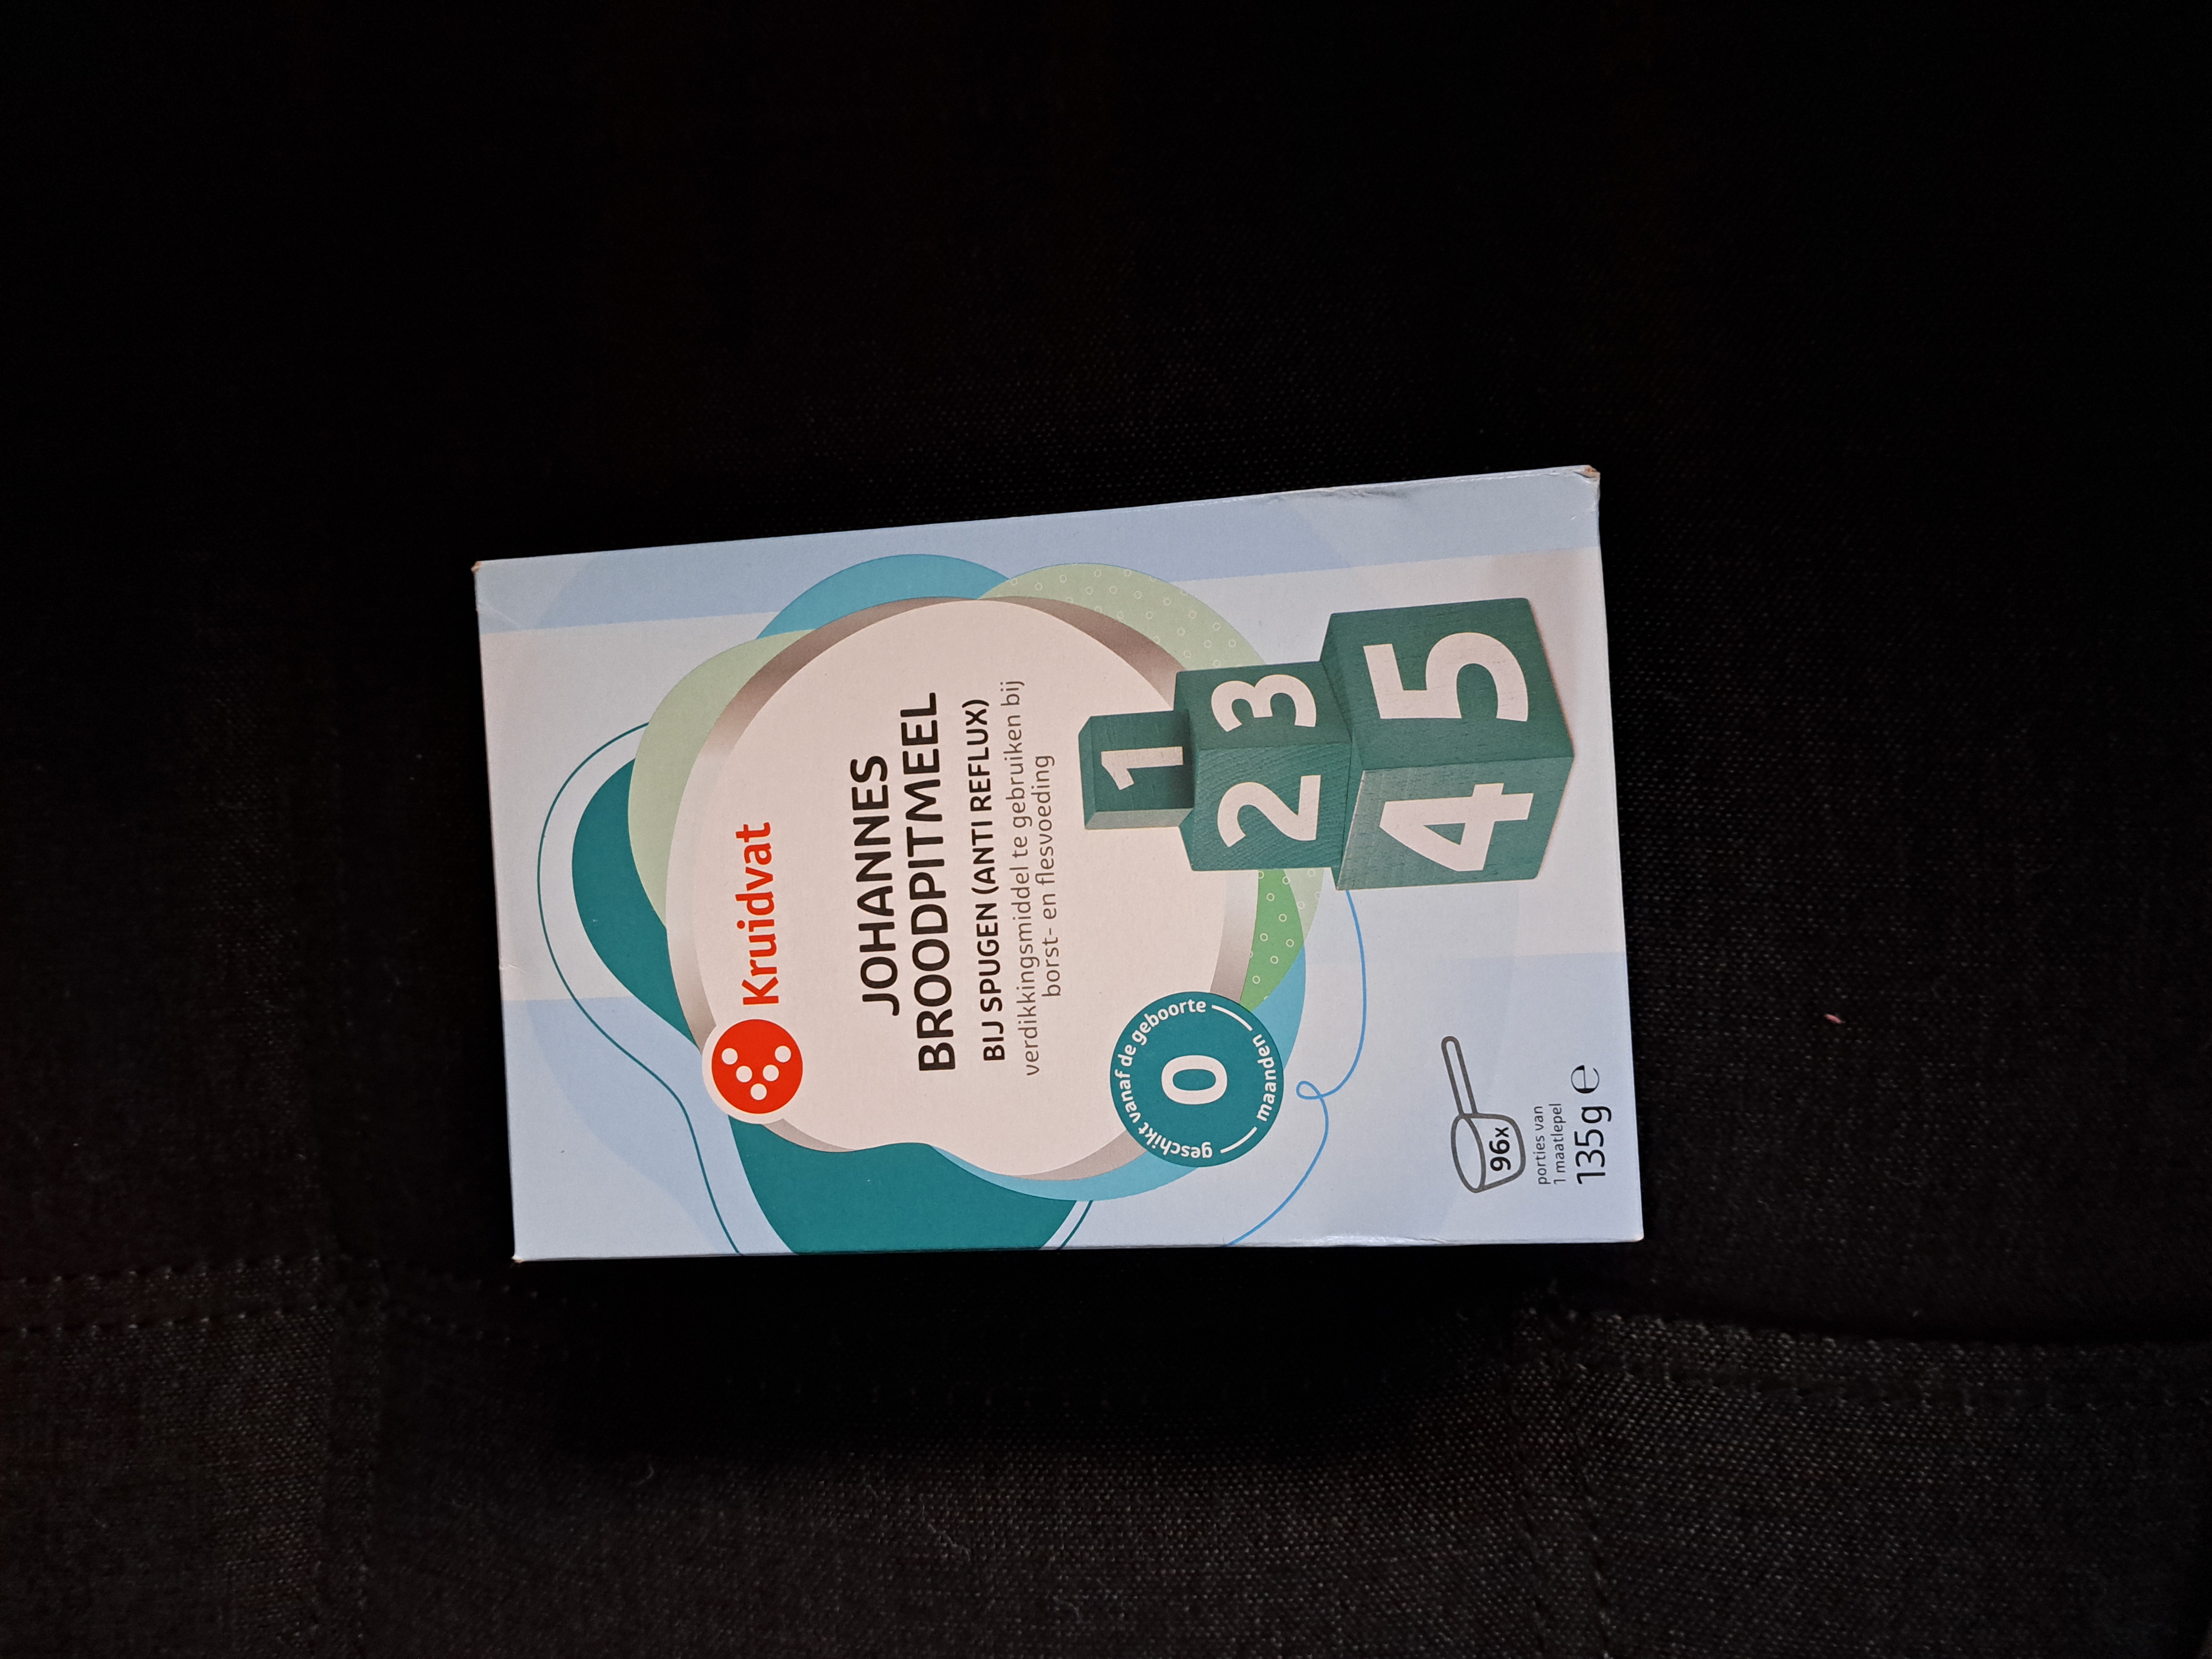 Kruidvat
JOHANNES
BROODPITMEEL
BIJ SPUGEN (ANTI REFLUX)
verdikkingsmiddel te gebruiken bij
borst- en flesvoeding
geschikt vanaf de geboorte
0
maanden
1
2 3
4 5
96x
porties van
1 maatlepel
135g ℮